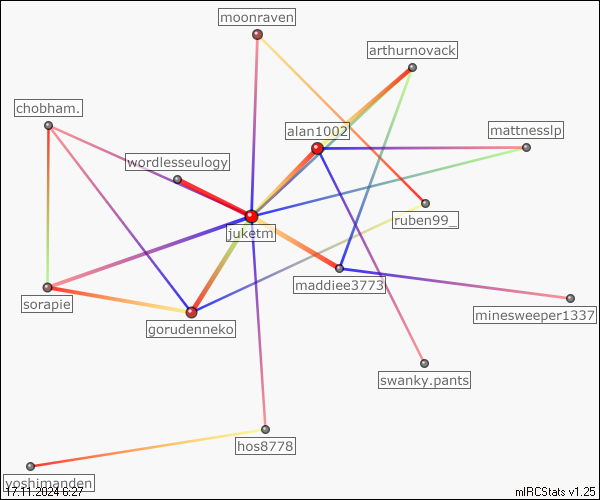 moonraven
arthurnovack
chobham.
alan1002
mattnesslp
wordlesseulogy
ruben99_
juketm
maddiee3773
sorapie
minesweeper1337
gorudenneko
swanky.pants
hos8778
yoshimanden
17.11.2024 6:27
mIRCStats v1.25